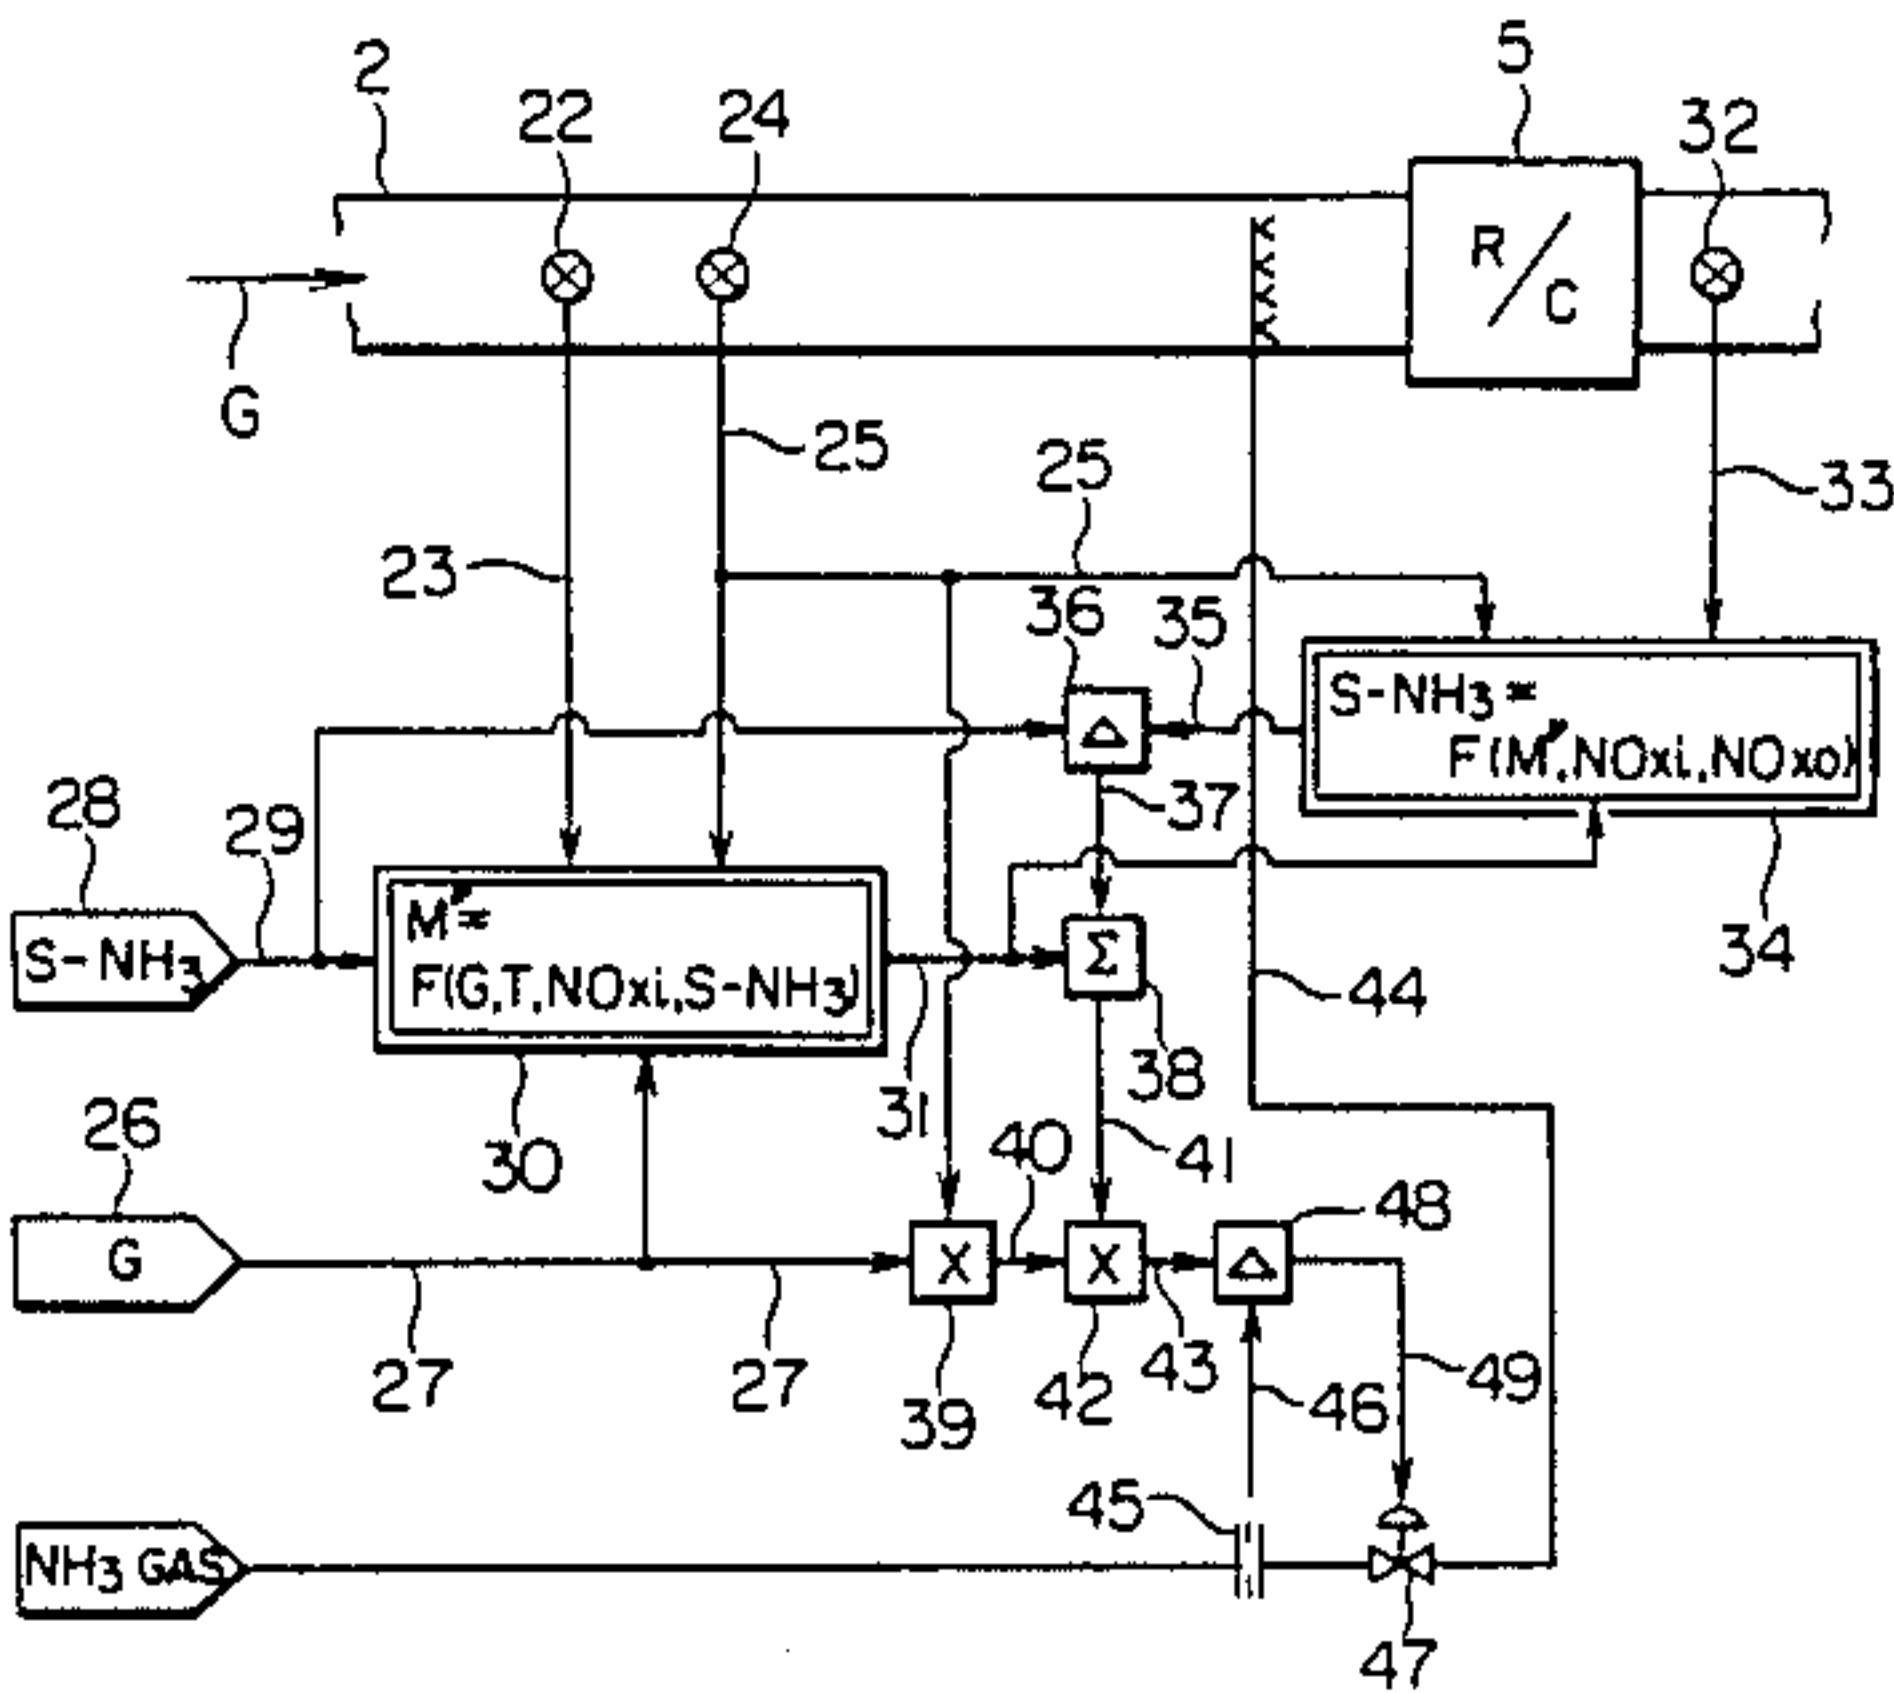 2
22
24
5
32
R/C
G
25
25
33
23
36
35
S-NH3=
F(M',NOxi,NOxo)
37
28
29
M'=
F(G,T,NOxi,S-NH3)
S-NH3
Σ
Δ
34
44
38
31
30
26
40
41
48
G
X
X
Δ
27
27
39
42
43
46
49
45
NH3 GAS
47